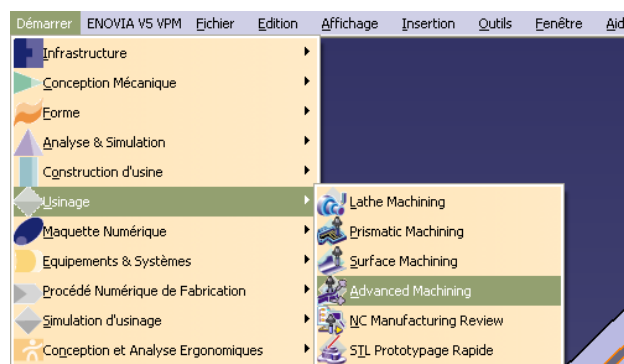 Démarrer ENOVIA V5 VPM Fichier Edition Affichage Insertion Outils Fenêtre Aid
Infrastructure
Conception Mécanique
Forme
Analyse & Simulation
Construction d'usine
Usinage
Lathe Machining
Maquette Numérique
Prismatic Machining
Equipements & Systèmes
Surface Machining
Procédé Numérique de Fabrication
Advanced Machining
Simulation d'usinage
NC Manufacturing Review
Conception et Analyse Ergonomiques
STL Prototypage Rapide